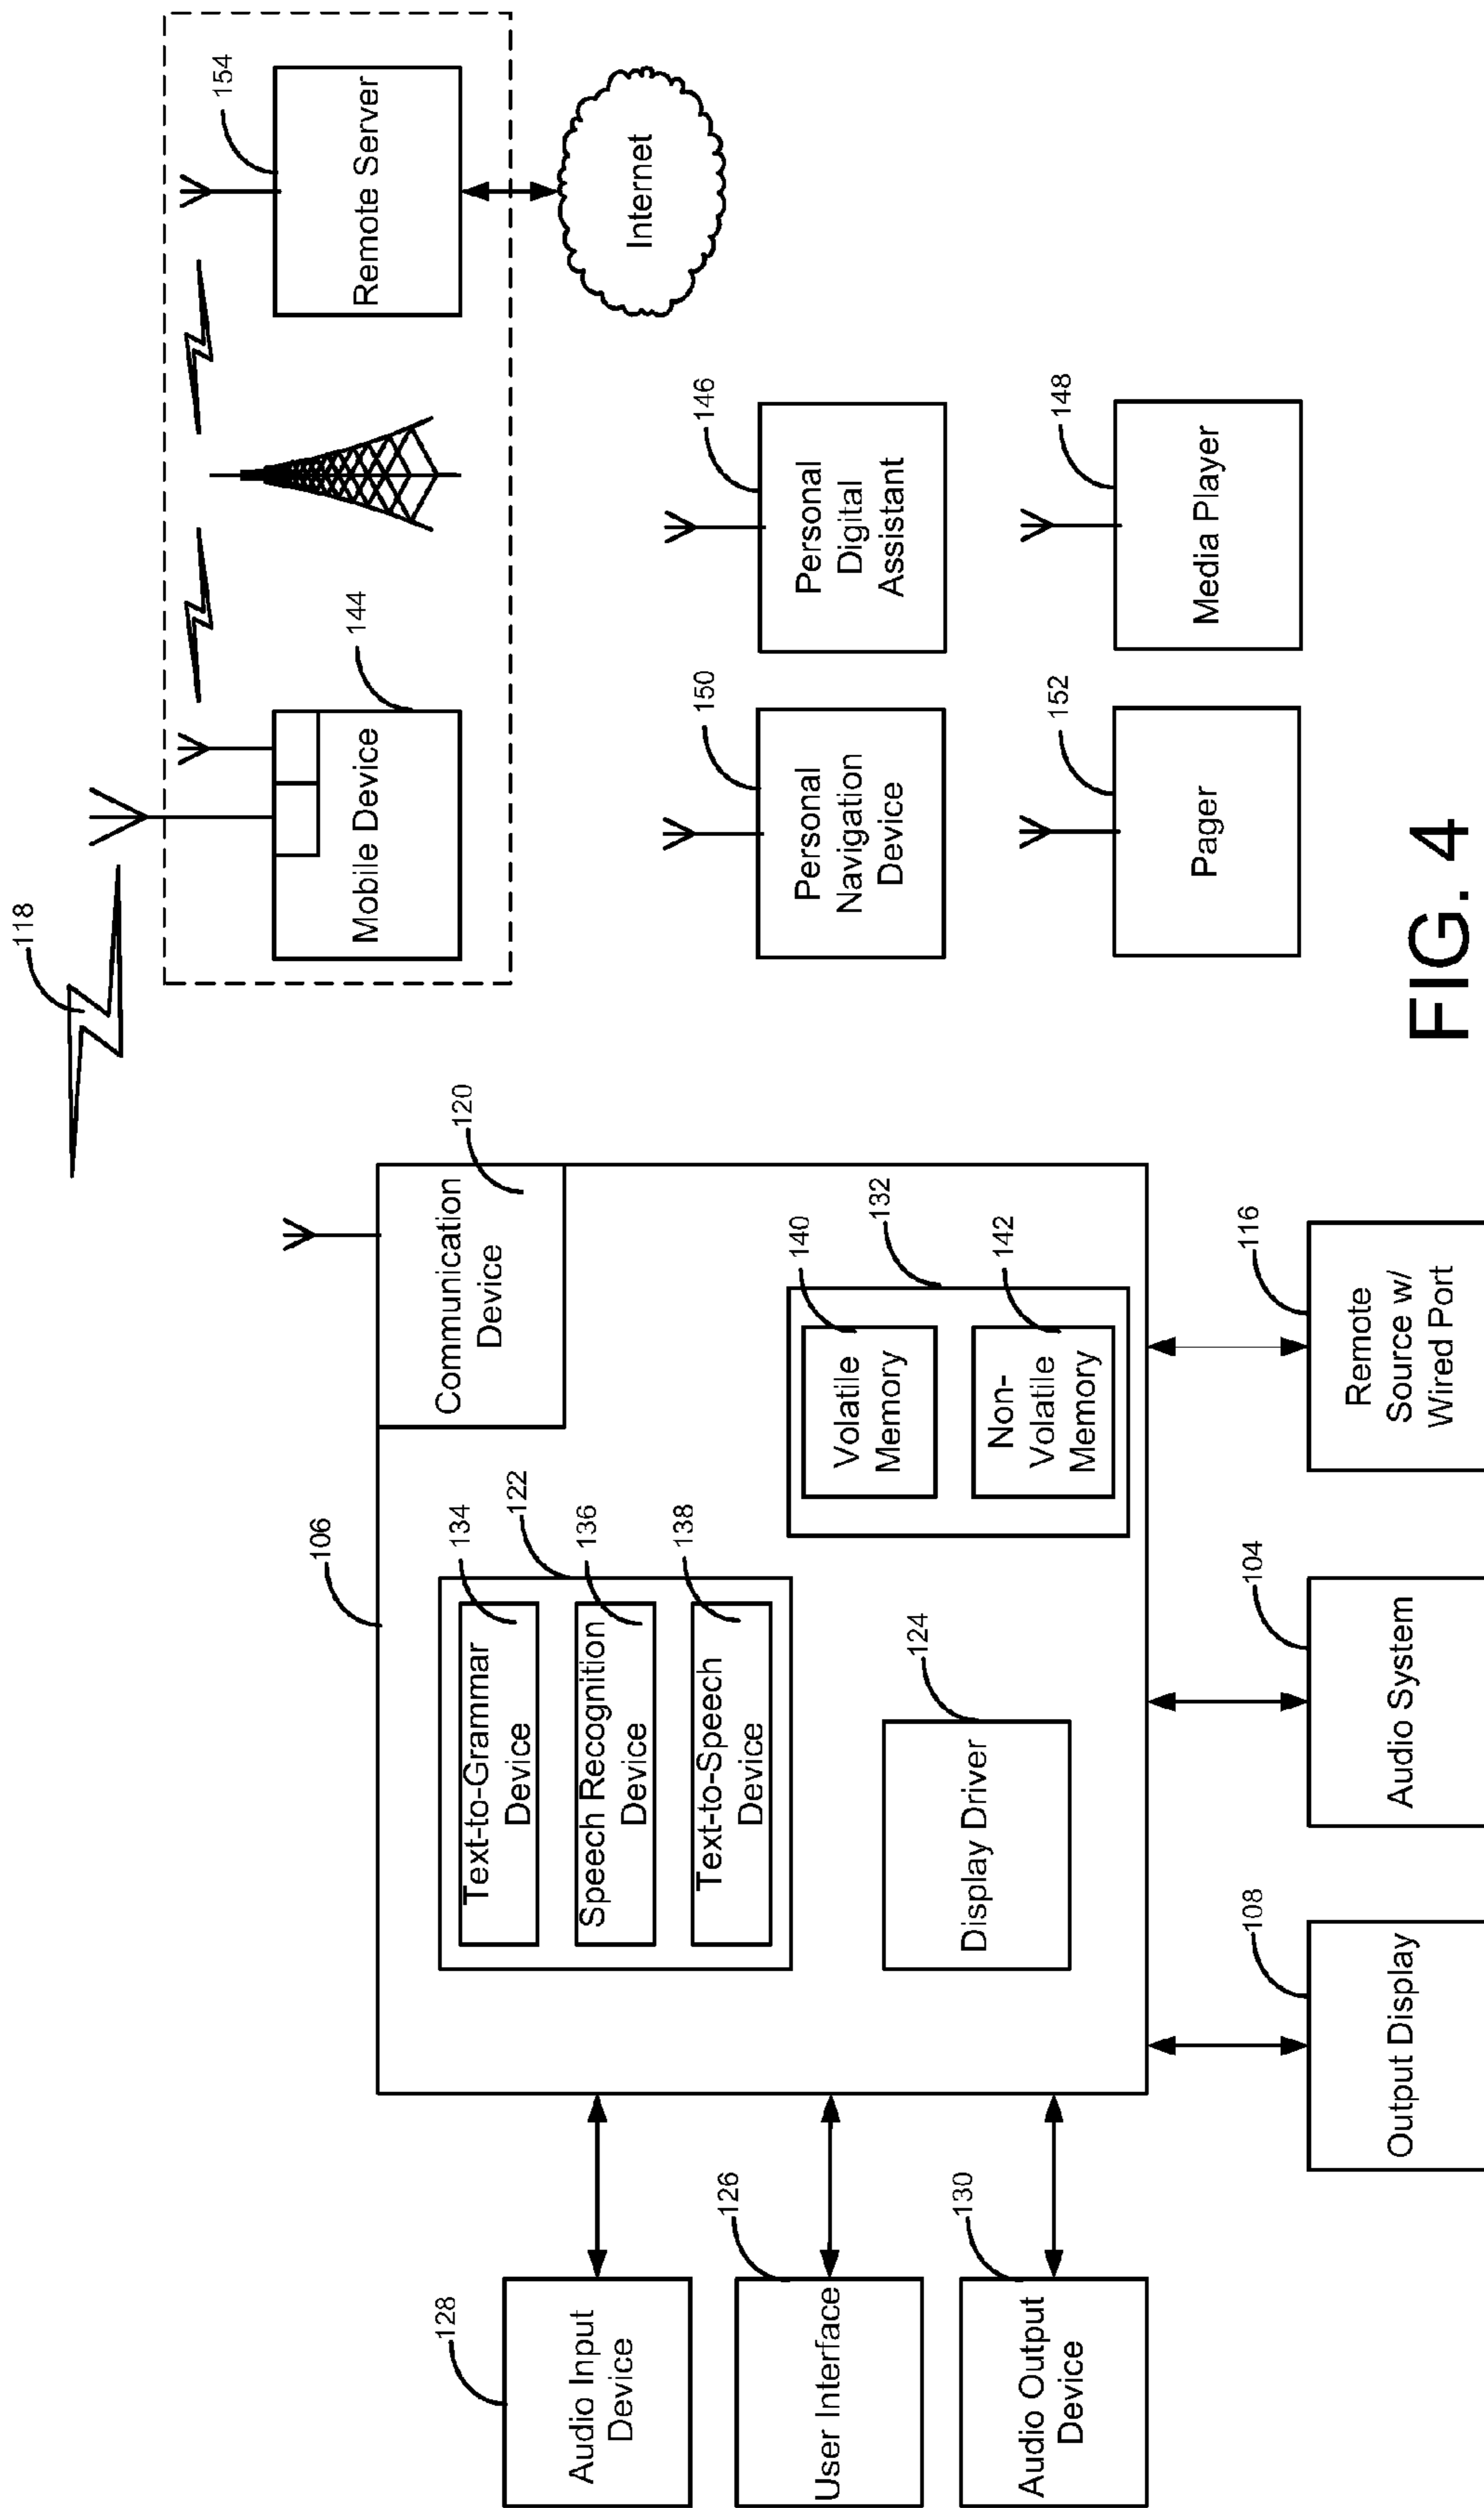 118
154
Remote Server
144
Mobile Device
Internet
106
120
Communication
Device
122
134
Text-to-Grammar
Device
136
Speech Recognition
Device
138
Text-to-Speech
Device
132
140
Volatile
Memory
142
Non-
Volatile
Memory
124
Display Driver
128
Audio Input
Device
126
User Interface
130
Audio Output
Device
108
Output Display
104
Audio System
116
Remote
Source w/
Wired Port
150
Personal
Navigation
Device
146
Personal
Digital
Assistant
152
Pager
148
Media Player
FIG. 4